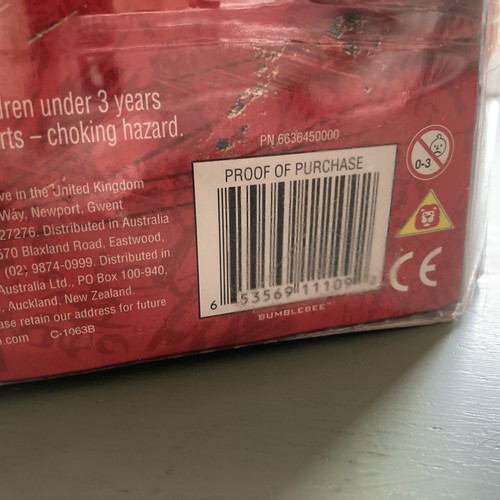 dren under 3 years
rts – choking hazard.
PN 6636450000
0-3
PROOF OF PURCHASE
ve in the United Kingdom
Way, Newport, Gwent
27276. Distributed in Australia
570 Blaxland Road, Eastwood,
(02) 9874-0999. Distributed in
Australia Ltd., PO Box 100-940,
, Auckland. New Zealand.
ase retain our address for future
o.com C-1063B
6 53569 11109 2
BUMBLEBEE
CE